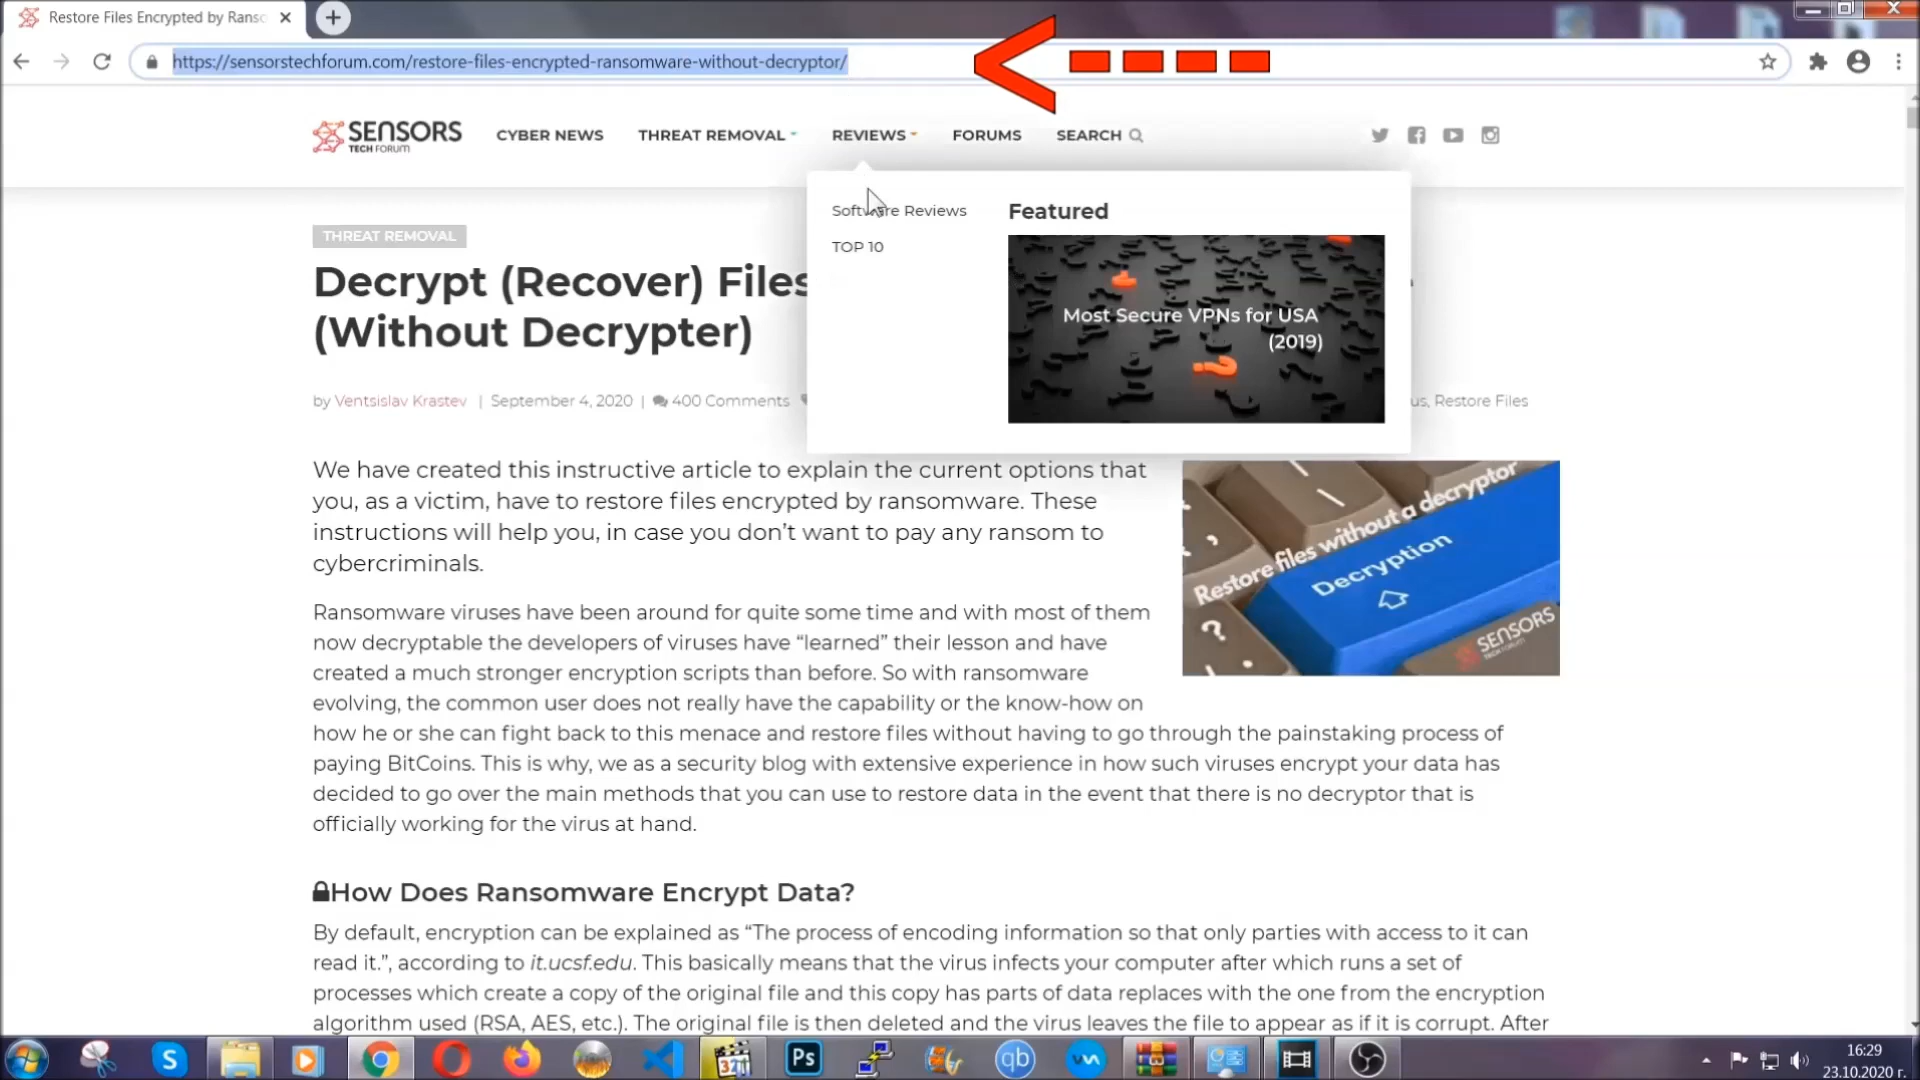 Restore Files Encrypted by Ranso
https://sensorstechforum.com/restore-files-encrypted-ransomware-without-decryptor/
SENSORS
TECH FORUM
CYBER NEWS
THREAT REMOVAL
REVIEWS
FORUMS
SEARCH
Software Reviews
TOP 10
Featured
Most Secure VPNs for USA
(2019)
THREAT REMOVAL
Decrypt (Recover) Files
(Without Decrypter)
by Ventsislav Krastev | September 4, 2020 | 400 Comments
us, Restore Files
We have created this instructive article to explain the current options that
you, as a victim, have to restore files encrypted by ransomware. These
instructions will help you, in case you don’t want to pay any ransom to
cybercriminals.
Restore files without a decryptor
Decryption
SENSORS
TECH FORUM
Ransomware viruses have been around for quite some time and with most of them
now decryptable the developers of viruses have “learned” their lesson and have
created a much stronger encryption scripts than before. So with ransomware
evolving, the common user does not really have the capability or the know-how on
how he or she can fight back to this menace and restore files without having to go through the painstaking process of
paying BitCoins. This is why, we as a security blog with extensive experience in how such viruses encrypt your data has
decided to go over the main methods that you can use to restore data in the event that there is no decryptor that is
officially working for the virus at hand.
How Does Ransomware Encrypt Data?
By default, encryption can be explained as “The process of encoding information so that only parties with access to it can
read it.”, according to it.ucsf.edu. This basically means that the virus infects your computer after which runs a set of
processes which create a copy of the original file and this copy has parts of data replaces with the one from the encryption
algorithm used (RSA, AES, etc.). The original file is then deleted and the virus leaves the file to appear as if it is corrupt. After
S
321
Ps
qb
16:29
23.10.2020 г.